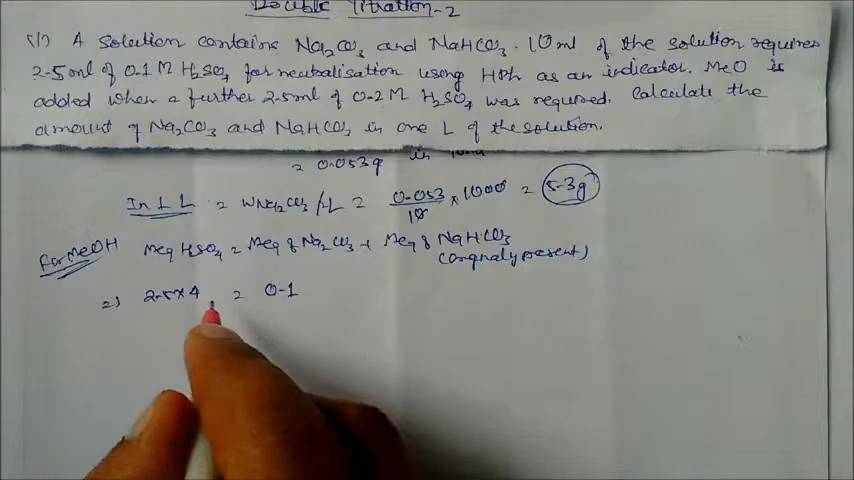 Double Titration-2
Q1) A solution contains Na2CO3 and NaHCO3. 10ml of the solution requires
2.5ml of 0.1 M H2SO4 for neutralisation using HPh as an indicator. MeO is
added when a further 2.5ml of 0.2 M H2SO4 was required. Calculate the
amount of Na2CO3 and NaHCO3 in one L of the solution.
= 0.053g in 10ml
In 1 L = WNa2CO3/L = 0.053/10 × 1000 = 5.3g
For MeOH Meq H2SO4 = Meq of Na2CO3 + Meq of NaHCO3
(orgnaly present)
=) 2.5×4 = 0.1